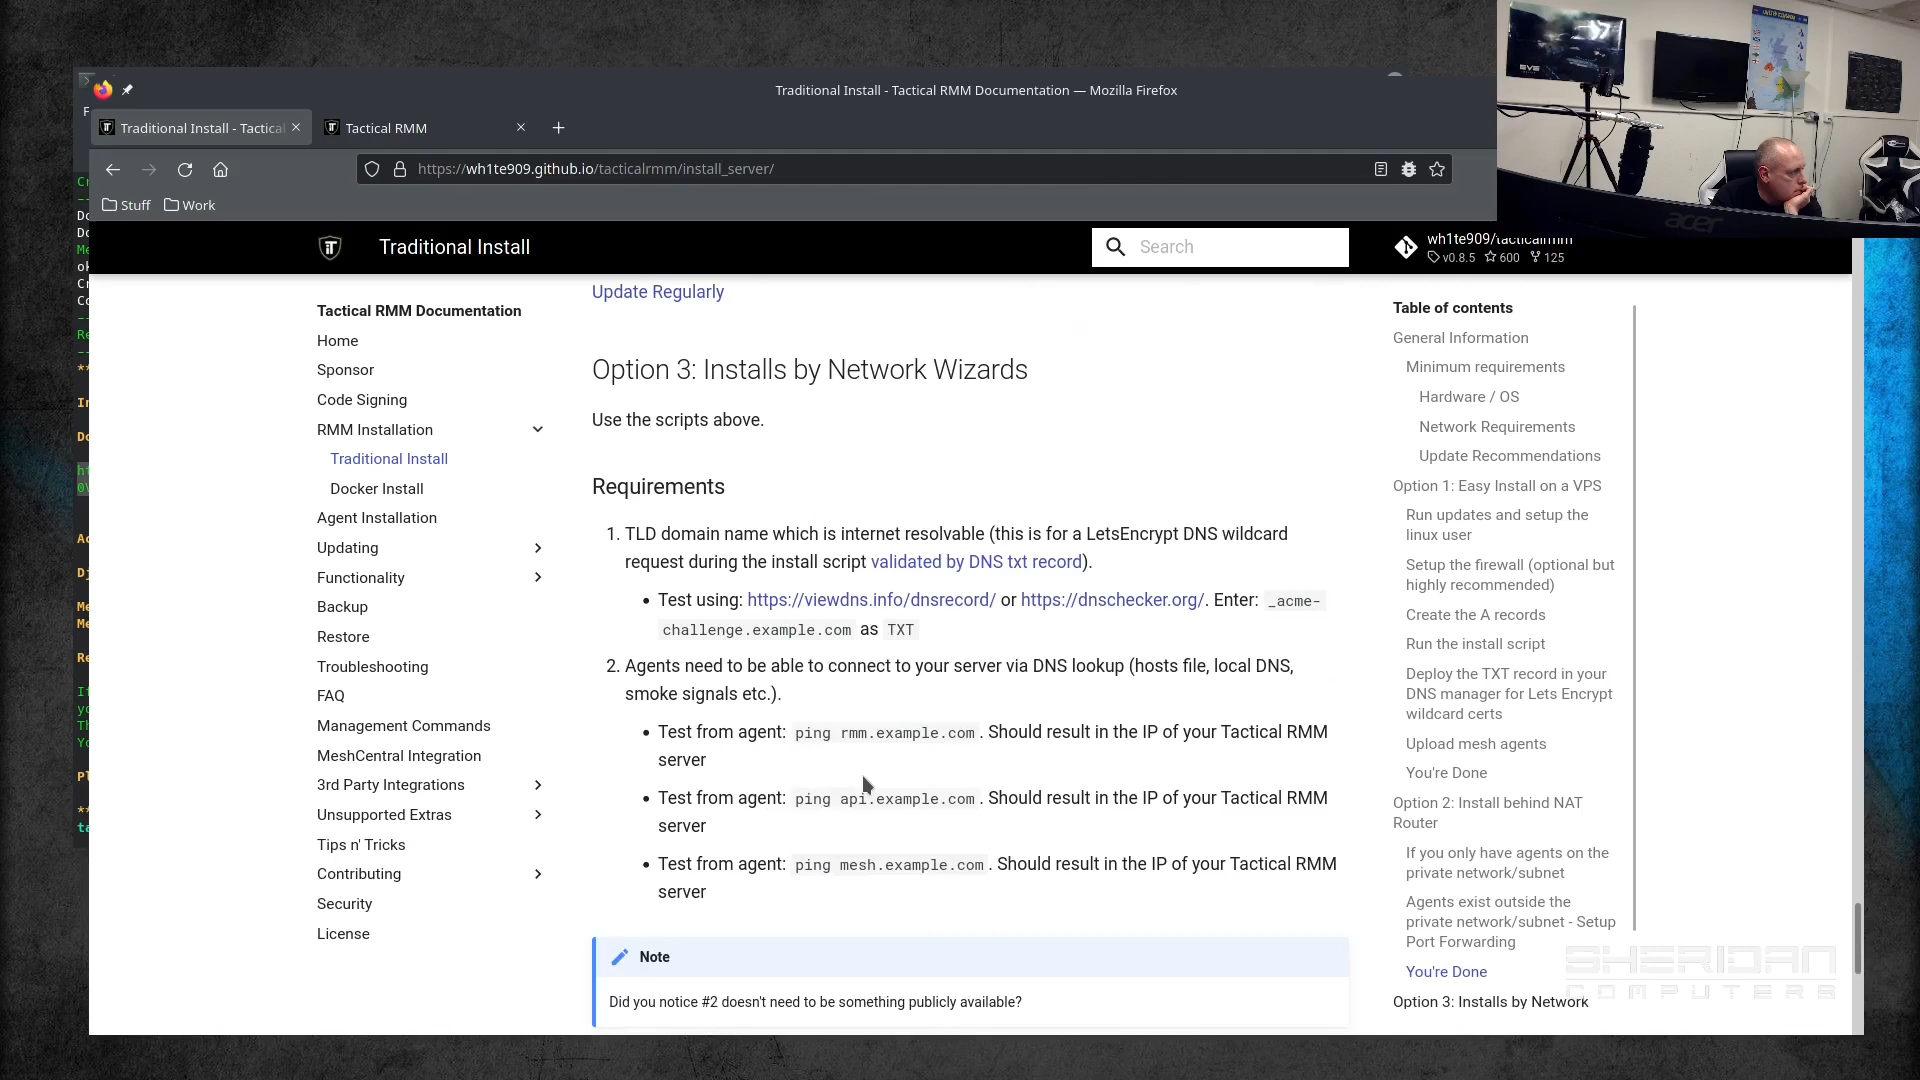 Traditional Install - Tactical RMM Documentation — Mozilla Firefox
Traditional Install - Tactical
Tactical RMM
https://wh1te909.github.io/tacticalrmm/install_server/
Stuff
Work
Traditional Install
Search
wh1te909/tacticalrmm
v0.8.5 600 125
Tactical RMM Documentation
Home
Sponsor
Code Signing
RMM Installation
Traditional Install
Docker Install
Agent Installation
Updating
Functionality
Backup
Restore
Troubleshooting
FAQ
Management Commands
MeshCentral Integration
3rd Party Integrations
Unsupported Extras
Tips n' Tricks
Contributing
Security
License
Update Regularly
Option 3: Installs by Network Wizards
Use the scripts above.
Requirements
1. TLD domain name which is internet resolvable (this is for a LetsEncrypt DNS wildcard
request during the install script validated by DNS txt record).
• Test using: https://viewdns.info/dnsrecord/ or https://dnschecker.org/. Enter: _acme-
challenge.example.com as TXT
2. Agents need to be able to connect to your server via DNS lookup (hosts file, local DNS,
smoke signals etc.).
• Test from agent: ping rmm.example.com. Should result in the IP of your Tactical RMM
server
• Test from agent: ping api.example.com. Should result in the IP of your Tactical RMM
server
• Test from agent: ping mesh.example.com. Should result in the IP of your Tactical RMM
server
Note
Did you notice #2 doesn't need to be something publicly available?
Table of contents
General Information
Minimum requirements
Hardware / OS
Network Requirements
Update Recommendations
Option 1: Easy Install on a VPS
Run updates and setup the
linux user
Setup the firewall (optional but
highly recommended)
Create the A records
Run the install script
Deploy the TXT record in your
DNS manager for Lets Encrypt
wildcard certs
Upload mesh agents
You're Done
Option 2: Install behind NAT
Router
If you only have agents on the
private network/subnet
Agents exist outside the
private network/subnet - Setup
Port Forwarding
You're Done
Option 3: Installs by Network
SHERIDAN
COMPUTERS
acer
EVE